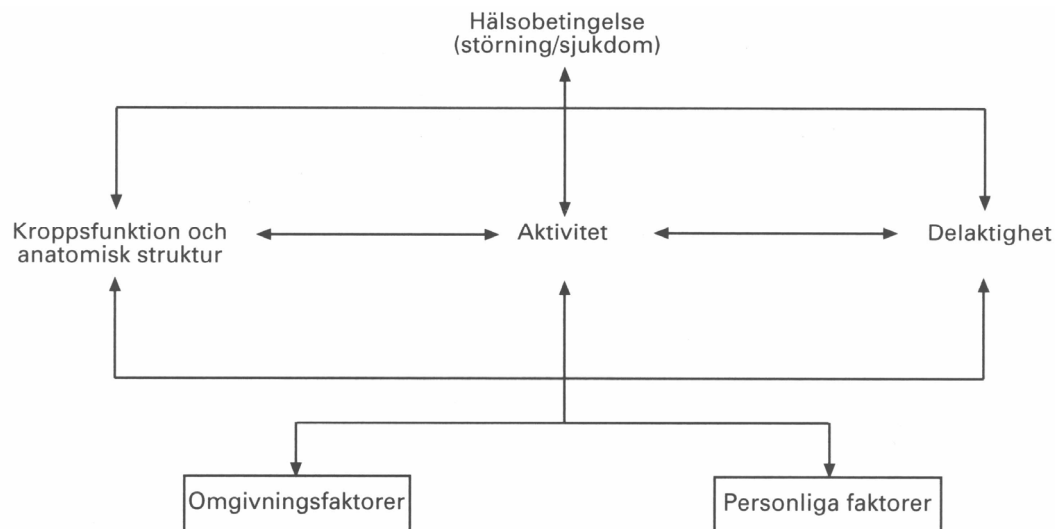 Hälsobetingelse
(störning/sjukdom)
Kroppsfunktion och
anatomisk struktur
Aktivitet
Delaktighet
Omgivningsfaktorer
Personliga faktorer